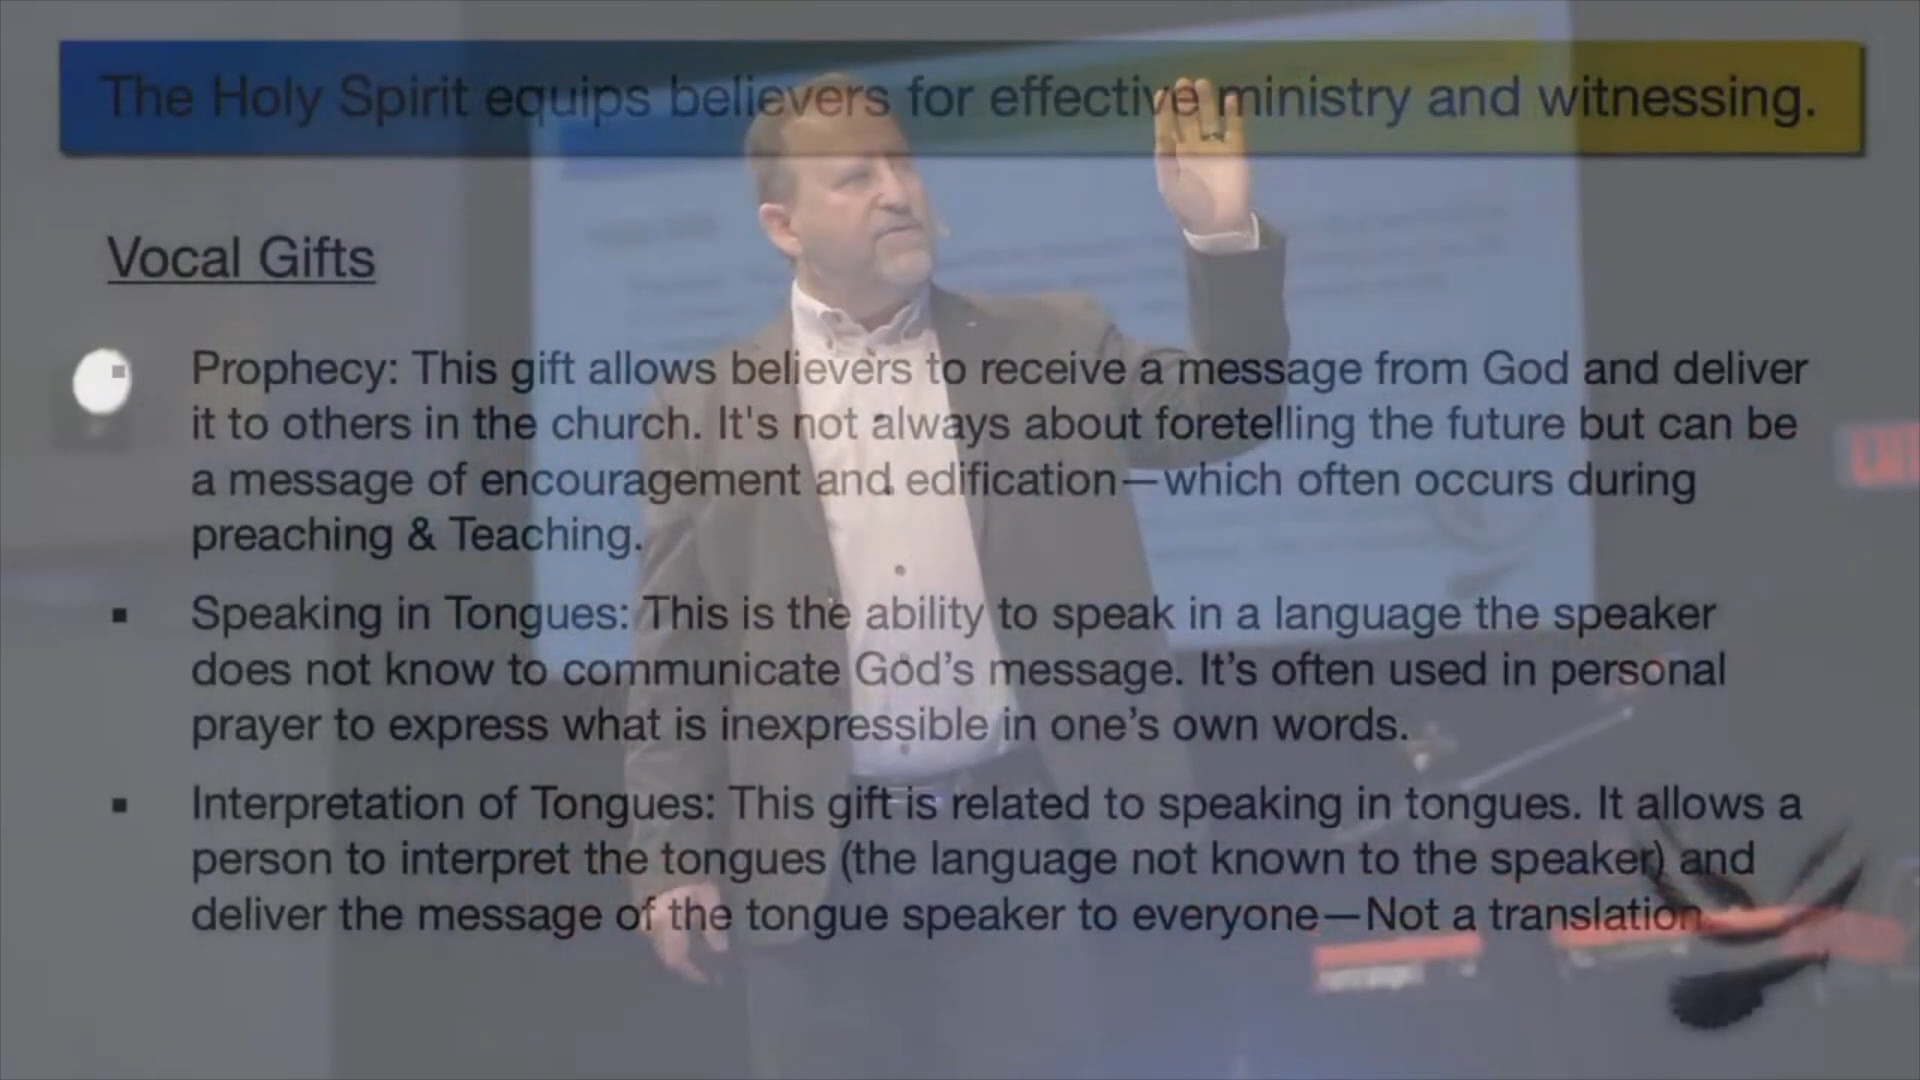 The Holy Spirit equips believers for effective ministry and witnessing.
Vocal Gifts
Prophecy: This gift allows believers to receive a message from God and deliver
it to others in the church. It's not always about foretelling the future but can be
a message of encouragement and edification—which often occurs during
preaching & Teaching.
Speaking in Tongues: This is the ability to speak in a language the speaker
does not know to communicate God’s message. It’s often used in personal
prayer to express what is inexpressible in one’s own words.
Interpretation of Tongues: This gift is related to speaking in tongues. It allows a
person to interpret the tongues (the language not known to the speaker) and
deliver the message of the tongue speaker to everyone—Not a translation.